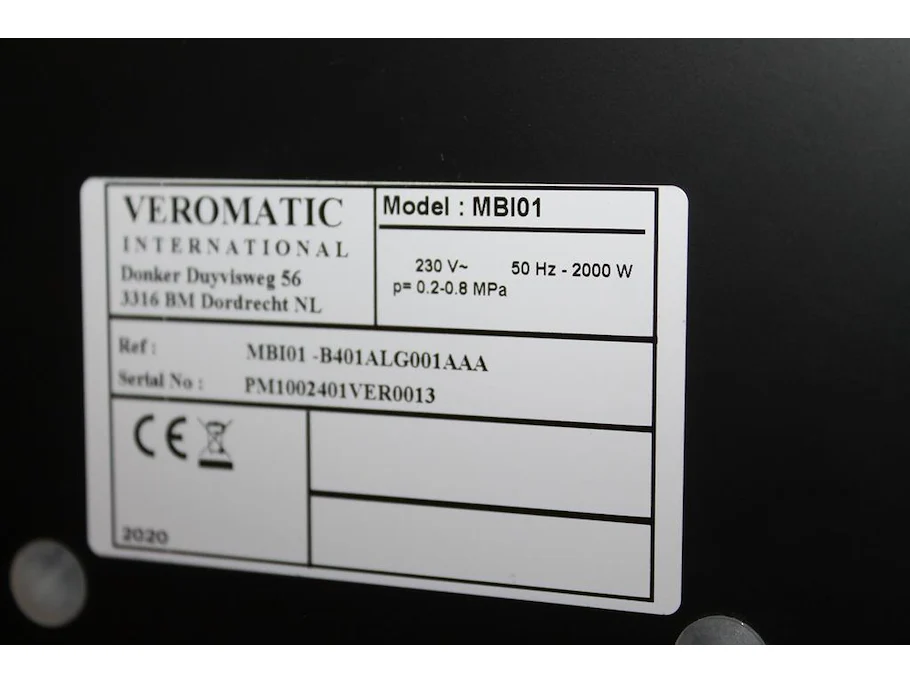 VEROMATIC
INTERNATIONAL
Donker Duyvisweg 56
3316 BM Dordrecht NL
Model : MBI01
230 V~ 50 Hz - 2000 W
p= 0.2-0.8 MPa
Ref : MBI01 -B401ALG001AAA
Serial No : PM1002401VER0013
CE
2020